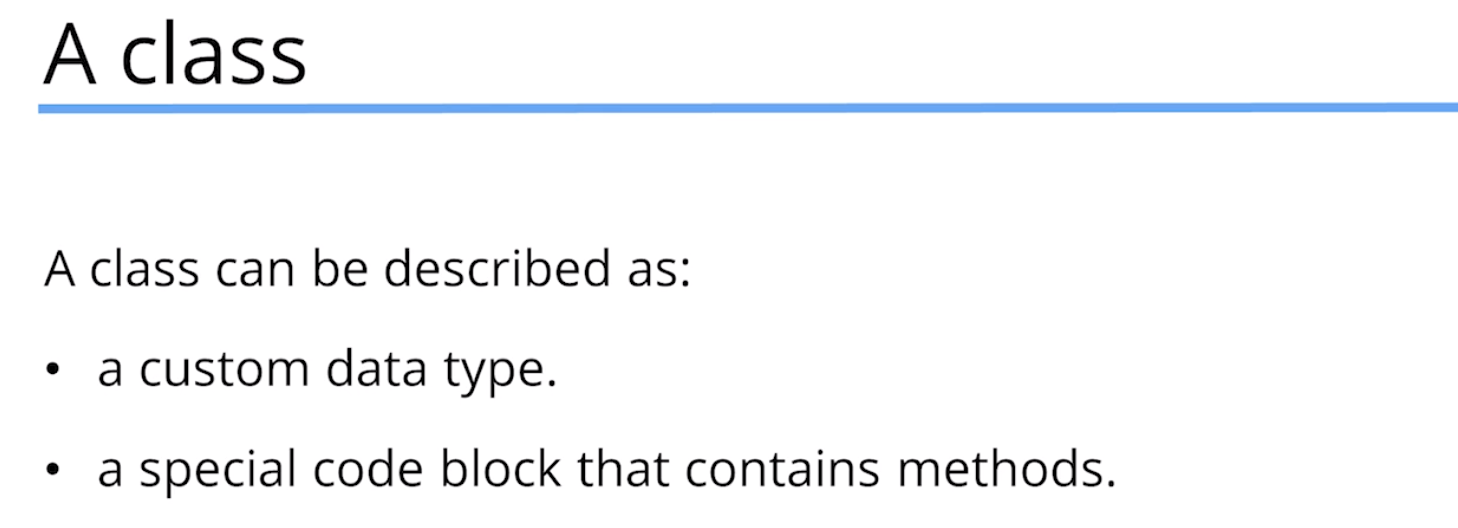 A class
A class can be described as:
• a custom data type.
• a special code block that contains methods.